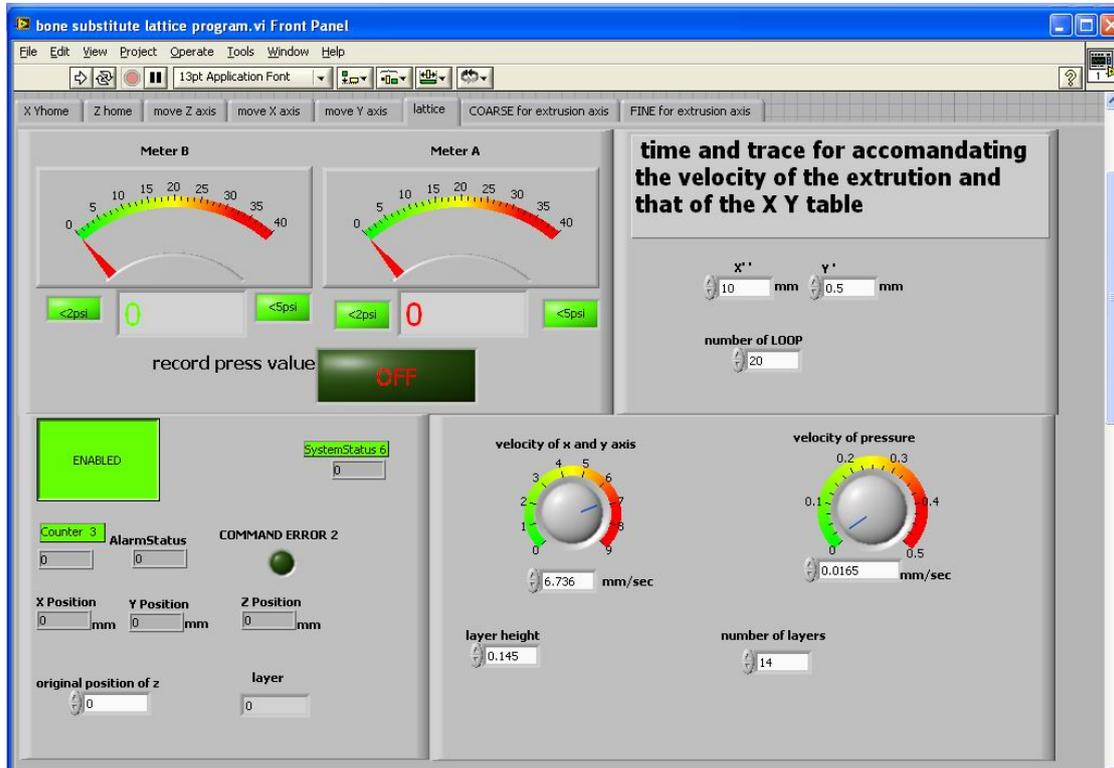 bone substitute lattice program.vi Front Panel
File Edit View Project Operate Tools Window Help
13pt Application Font
1
X Yhome Z home move Z axis move X axis move Y axis lattice COARSE for extrusion axis FINE for extrusion axis
Meter B
0 5 10 15 20 25 30 35 40
<2psi 0 <5psi
Meter A
0 5 10 15 20 25 30 35 40
<2psi 0 <5psi
record press value OFF
time and trace for accomandating
the velocity of the extrution and
that of the X Y table
X'' Y'
10 mm 0.5 mm
number of LOOP
20
ENABLED
SystemStatus 6
0
Counter 3 AlarmStatus COMMAND ERROR 2
0 0
X Position Y Position Z Position
0 mm 0 mm 0 mm
original position of z layer
0 0
velocity of x and y axis
0 1 2 3 4 5 6 7 8 9
6.736 mm/sec
velocity of pressure
0 0.1 0.2 0.3 0.4 0.5
0.0165 mm/sec
layer height number of layers
0.145 14